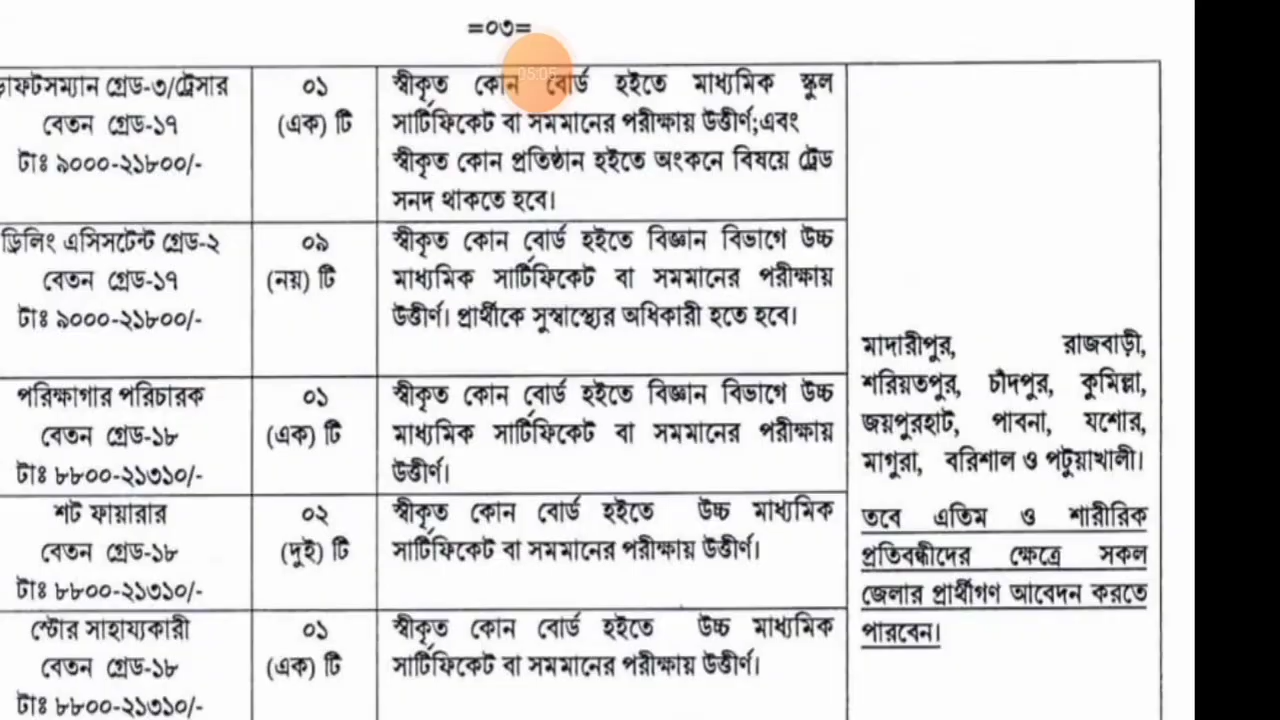 =০৩=
ড্রাফটসম্যান গ্রেড-৩/ট্রেসার
বেতন গ্রেড-১৭
টাঃ ৯০০০-২১৮০০/-
০১
(এক) টি
স্বীকৃত কোন বোর্ড হইতে মাধ্যমিক স্কুল
সার্টিফিকেট বা সমমানের পরীক্ষায় উত্তীর্ণ;এবং
স্বীকৃত কোন প্রতিষ্ঠান হইতে অংকনে বিষয়ে ট্রেড
সনদ থাকতে হবে।
05:05
ড্রিলিং এসিসটেন্ট গ্রেড-২
বেতন গ্রেড-১৭
টাঃ ৯০০০-২১৮০০/-
০৯
(নয়) টি
স্বীকৃত কোন বোর্ড হইতে বিজ্ঞান বিভাগে উচ্চ
মাধ্যমিক সার্টিফিকেট বা সমমানের পরীক্ষায়
উত্তীর্ণ। প্রার্থীকে সুস্বাস্থ্যের অধিকারী হতে হবে।
পরিক্ষাগার পরিচারক
বেতন গ্রেড-১৮
টাঃ ৮৮০০-২১৩১০/-
০১
(এক) টি
স্বীকৃত কোন বোর্ড হইতে বিজ্ঞান বিভাগে উচ্চ
মাধ্যমিক সার্টিফিকেট বা সমমানের পরীক্ষায়
উত্তীর্ণ।
শট ফায়ারার
বেতন গ্রেড-১৮
টাঃ ৮৮০০-২১৩১০/-
০২
(দুই) টি
স্বীকৃত কোন বোর্ড হইতে উচ্চ মাধ্যমিক
সার্টিফিকেট বা সমমানের পরীক্ষায় উত্তীর্ণ।
স্টোর সাহায্যকারী
বেতন গ্রেড-১৮
টাঃ ৮৮০০-২১৩১০/-
০১
(এক) টি
স্বীকৃত কোন বোর্ড হইতে উচ্চ মাধ্যমিক
সার্টিফিকেট বা সমমানের পরীক্ষায় উত্তীর্ণ।
মাদারীপুর, রাজবাড়ী,
শরিয়তপুর, চাঁদপুর, কুমিল্লা,
জয়পুরহাট, পাবনা, যশোর,
মাগুরা, বরিশাল ও পটুয়াখালী।
তবে এতিম ও শারীরিক
প্রতিবন্ধীদের ক্ষেত্রে সকল
জেলার প্রার্থীগণ আবেদন করতে
পারবেন।